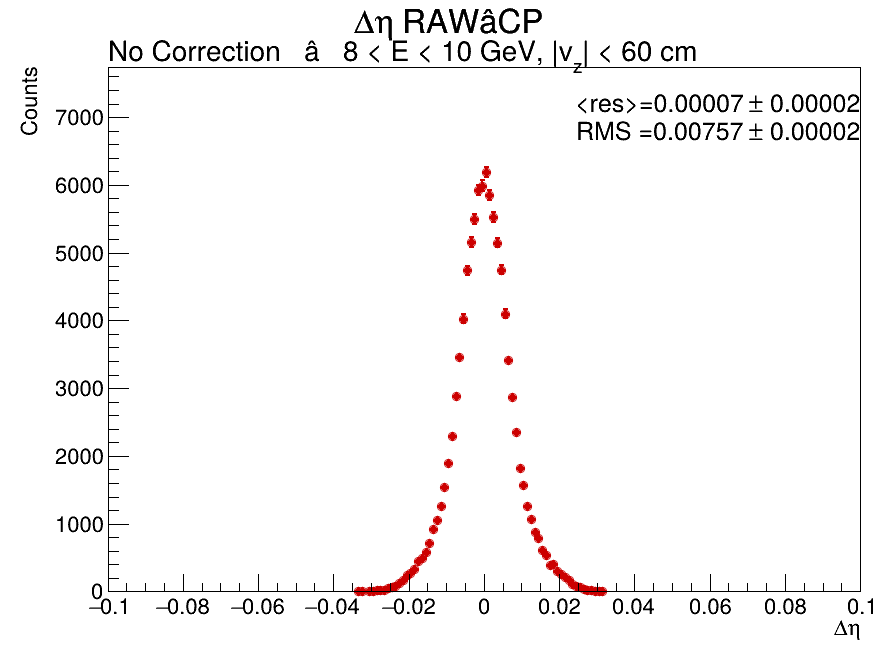 Δη RAWâCP
No Correction â 8 < E < 10 GeV, |v_z| < 60 cm
Counts
<res>=0.00007±0.00002
RMS =0.00757±0.00002
7000
6000
5000
4000
3000
2000
1000
0
−0.1 −0.08 −0.06 −0.04 −0.02 0 0.02 0.04 0.06 0.08 0.1
Δη